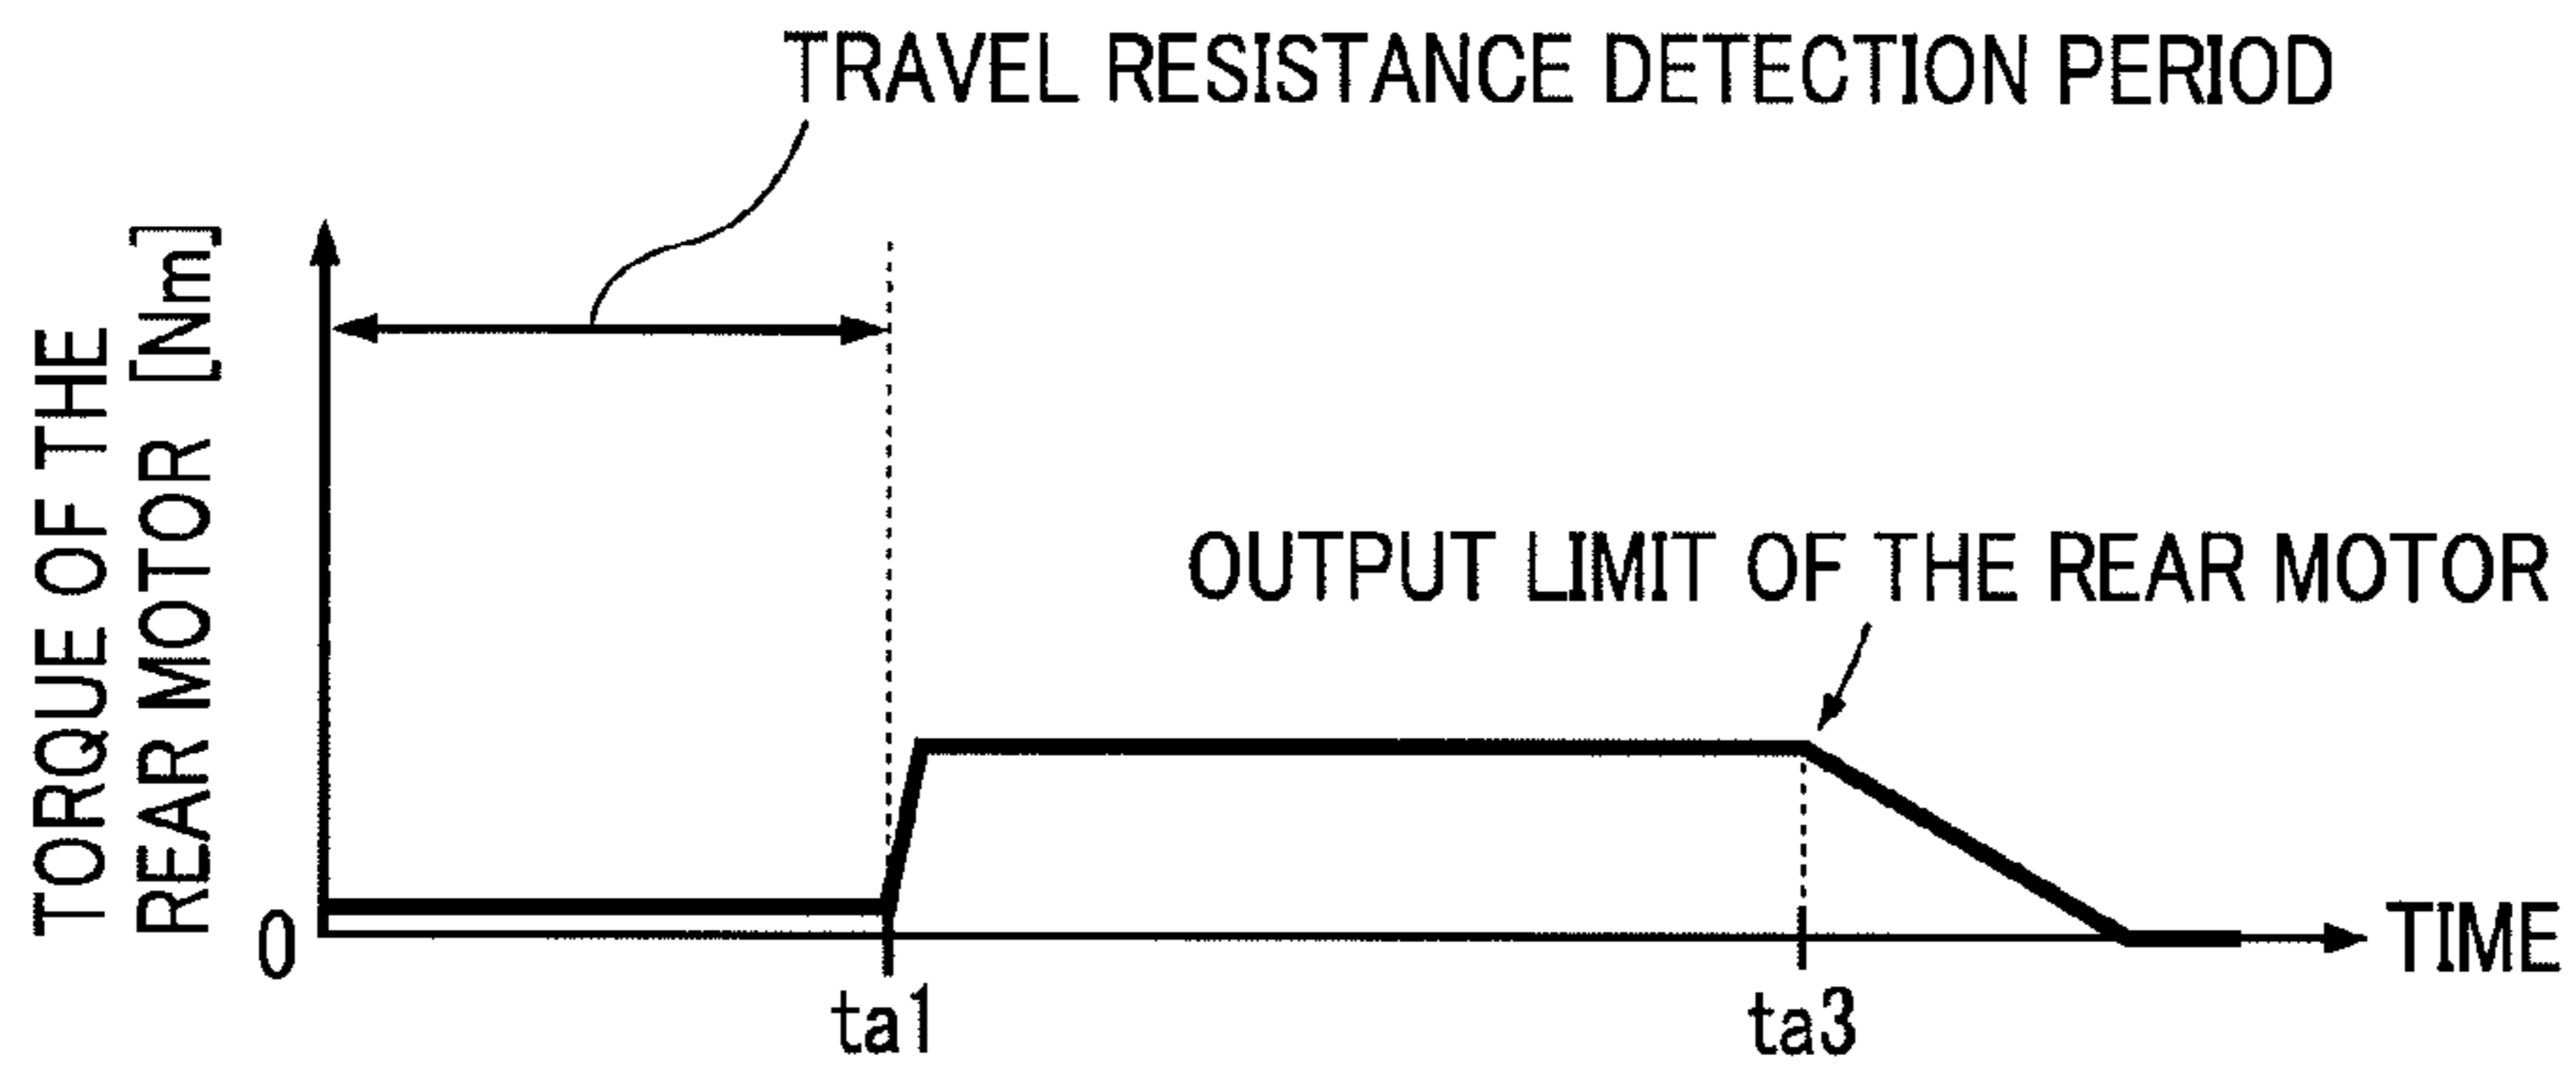 TRAVEL RESISTANCE DETECTION PERIOD
TORQUE OF THE
REAR MOTOR [Nm]
OUTPUT LIMIT OF THE REAR MOTOR
0
TIME
ta1
ta3